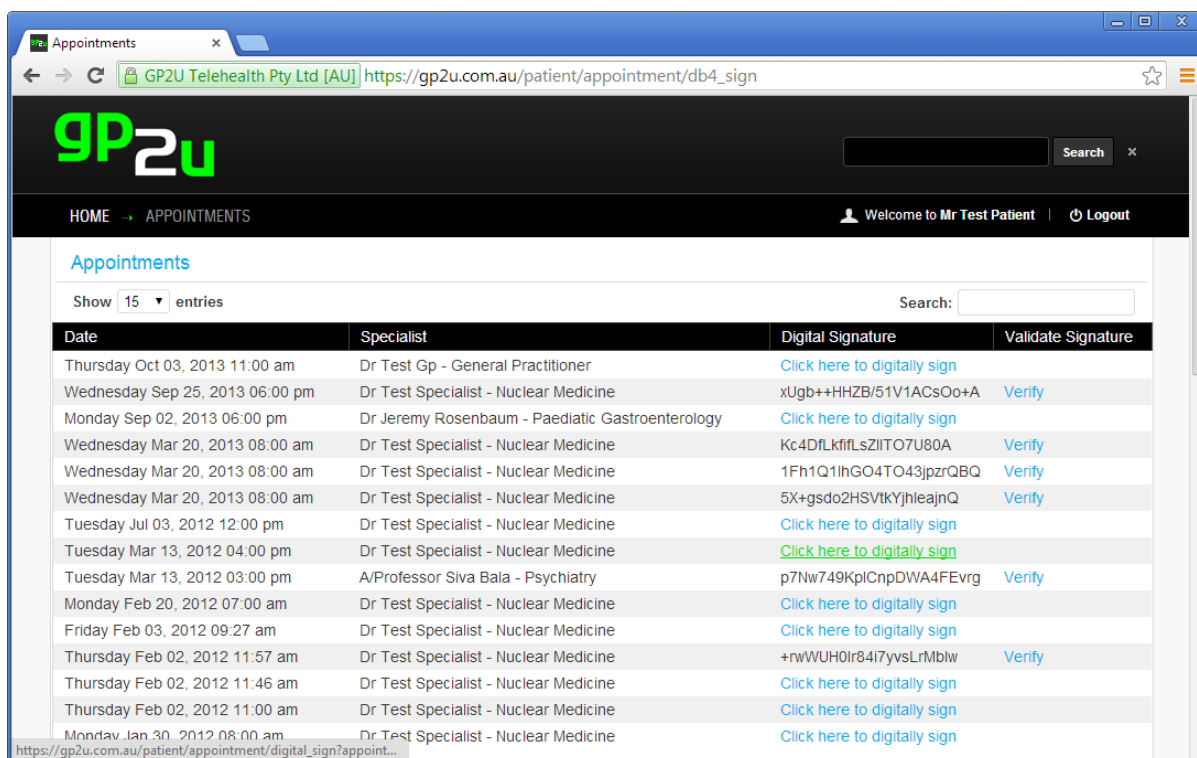 Appointments
GP2U Telehealth Pty Ltd [AU] https://gp2u.com.au/patient/appointment/db4_sign
gp2u
Search
HOME APPOINTMENTS Welcome to Mr Test Patient | Logout
Appointments
Show 15 entries Search:
Date Specialist Digital Signature Validate Signature
Thursday Oct 03, 2013 11:00 am Dr Test Gp - General Practitioner Click here to digitally sign
Wednesday Sep 25, 2013 06:00 pm Dr Test Specialist - Nuclear Medicine xUgb++HHZB/51V1ACsOo+A Verify
Monday Sep 02, 2013 06:00 pm Dr Jeremy Rosenbaum - Paediatic Gastroenterology Click here to digitally sign
Wednesday Mar 20, 2013 08:00 am Dr Test Specialist - Nuclear Medicine Verify
Wednesday Mar 20, 2013 08:00 am Dr Test Specialist - Nuclear Medicine Verify
Wednesday Mar 20, 2013 08:00 am Dr Test Specialist - Nuclear Medicine 5X+gsdo2HSVtkYjhleajnQ Verify
Tuesday Jul 03, 2012 12:00 pm Dr Test Specialist - Nuclear Medicine Click here to digitally sign
Tuesday Mar 13, 2012 04:00 pm Dr Test Specialist - Nuclear Medicine Click here to digitally sign
Tuesday Mar 13, 2012 03:00 pm A/Professor Siva Bala - Psychiatry Verify
Monday Feb 20, 2012 07:00 am Dr Test Specialist - Nuclear Medicine Click here to digitally sign
Friday Feb 03, 2012 09:27 am Dr Test Specialist - Nuclear Medicine Click here to digitally sign
Thursday Feb 02, 2012 11:57 am Dr Test Specialist - Nuclear Medicine Verify
Thursday Feb 02, 2012 11:46 am Dr Test Specialist - Nuclear Medicine Click here to digitally sign
Thursday Feb 02, 2012 11:00 am Dr Test Specialist - Nuclear Medicine Click here to digitally sign
Monday Jan 30, 2012 08:00 am Dr Test Specialist - Nuclear Medicine Click here to digitally sign
https://gp2u.com.au/patient/appointment/digital_sign?appoint...